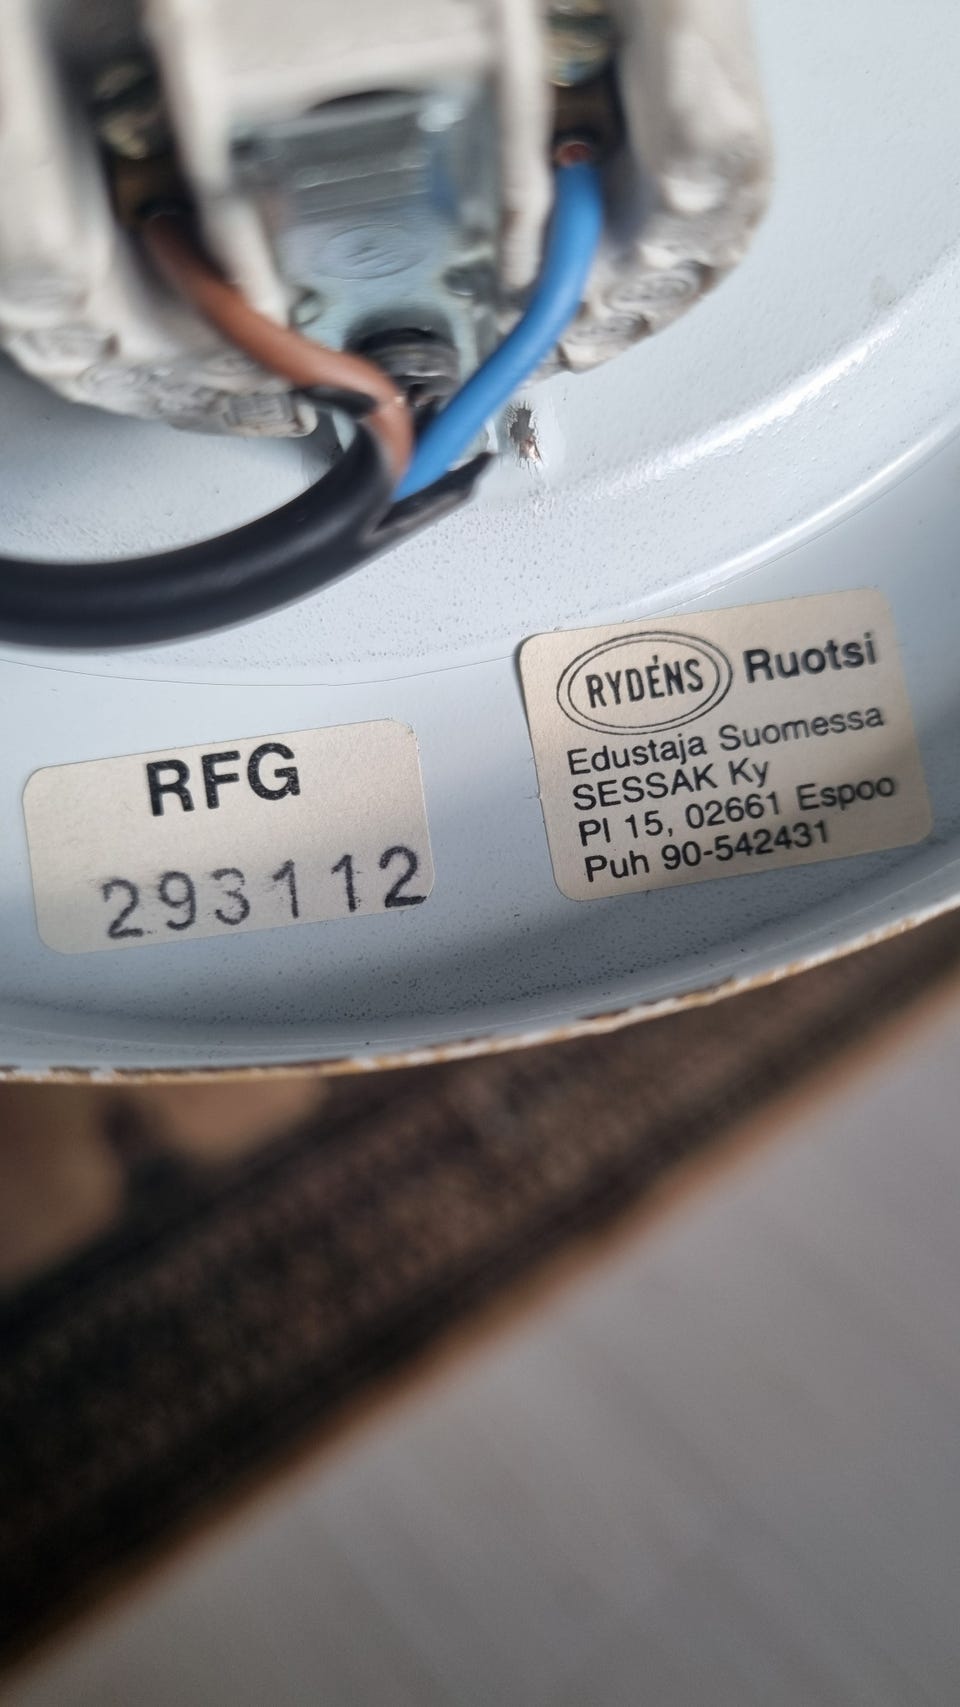 RFG
293112
RYDÉNS Ruotsi
Edustaja Suomessa
SESSAK Ky
Pl 15, 02661 Espoo
Puh 90-542431